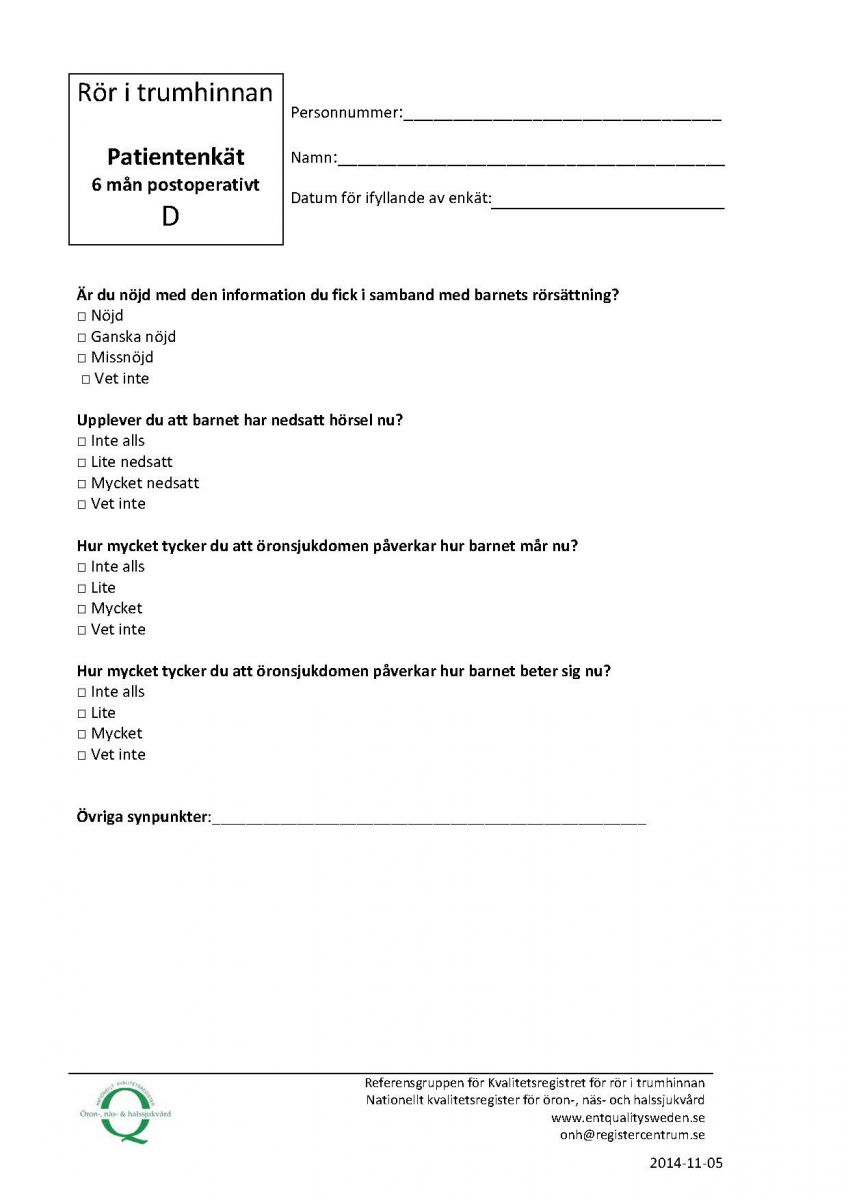 Rör i trumhinnan
Patientenkät
6 mån postoperativt
D
Personnummer:___________________________________
Namn:___________________________________________
Datum för ifyllande av enkät:__________________________
Är du nöjd med den information du fick i samband med barnets rörsättning?
□ Nöjd
□ Ganska nöjd
□ Missnöjd
□ Vet inte
Upplever du att barnet har nedsatt hörsel nu?
□ Inte alls
□ Lite nedsatt
□ Mycket nedsatt
□ Vet inte
Hur mycket tycker du att öronsjukdomen påverkar hur barnet mår nu?
□ Inte alls
□ Lite
□ Mycket
□ Vet inte
Hur mycket tycker du att öronsjukdomen påverkar hur barnet beter sig nu?
□ Inte alls
□ Lite
□ Mycket
□ Vet inte
Övriga synpunkter:___________________________________________________
NATIONELLT KVALITETSREGISTER
Öron-, näs- & halssjukvård
Referensgruppen för Kvalitetsregistret för rör i trumhinnan
Nationellt kvalitetsregister för öron-, näs- och halssjukvård
www.entqualitysweden.se
onh@registercentrum.se
2014-11-05